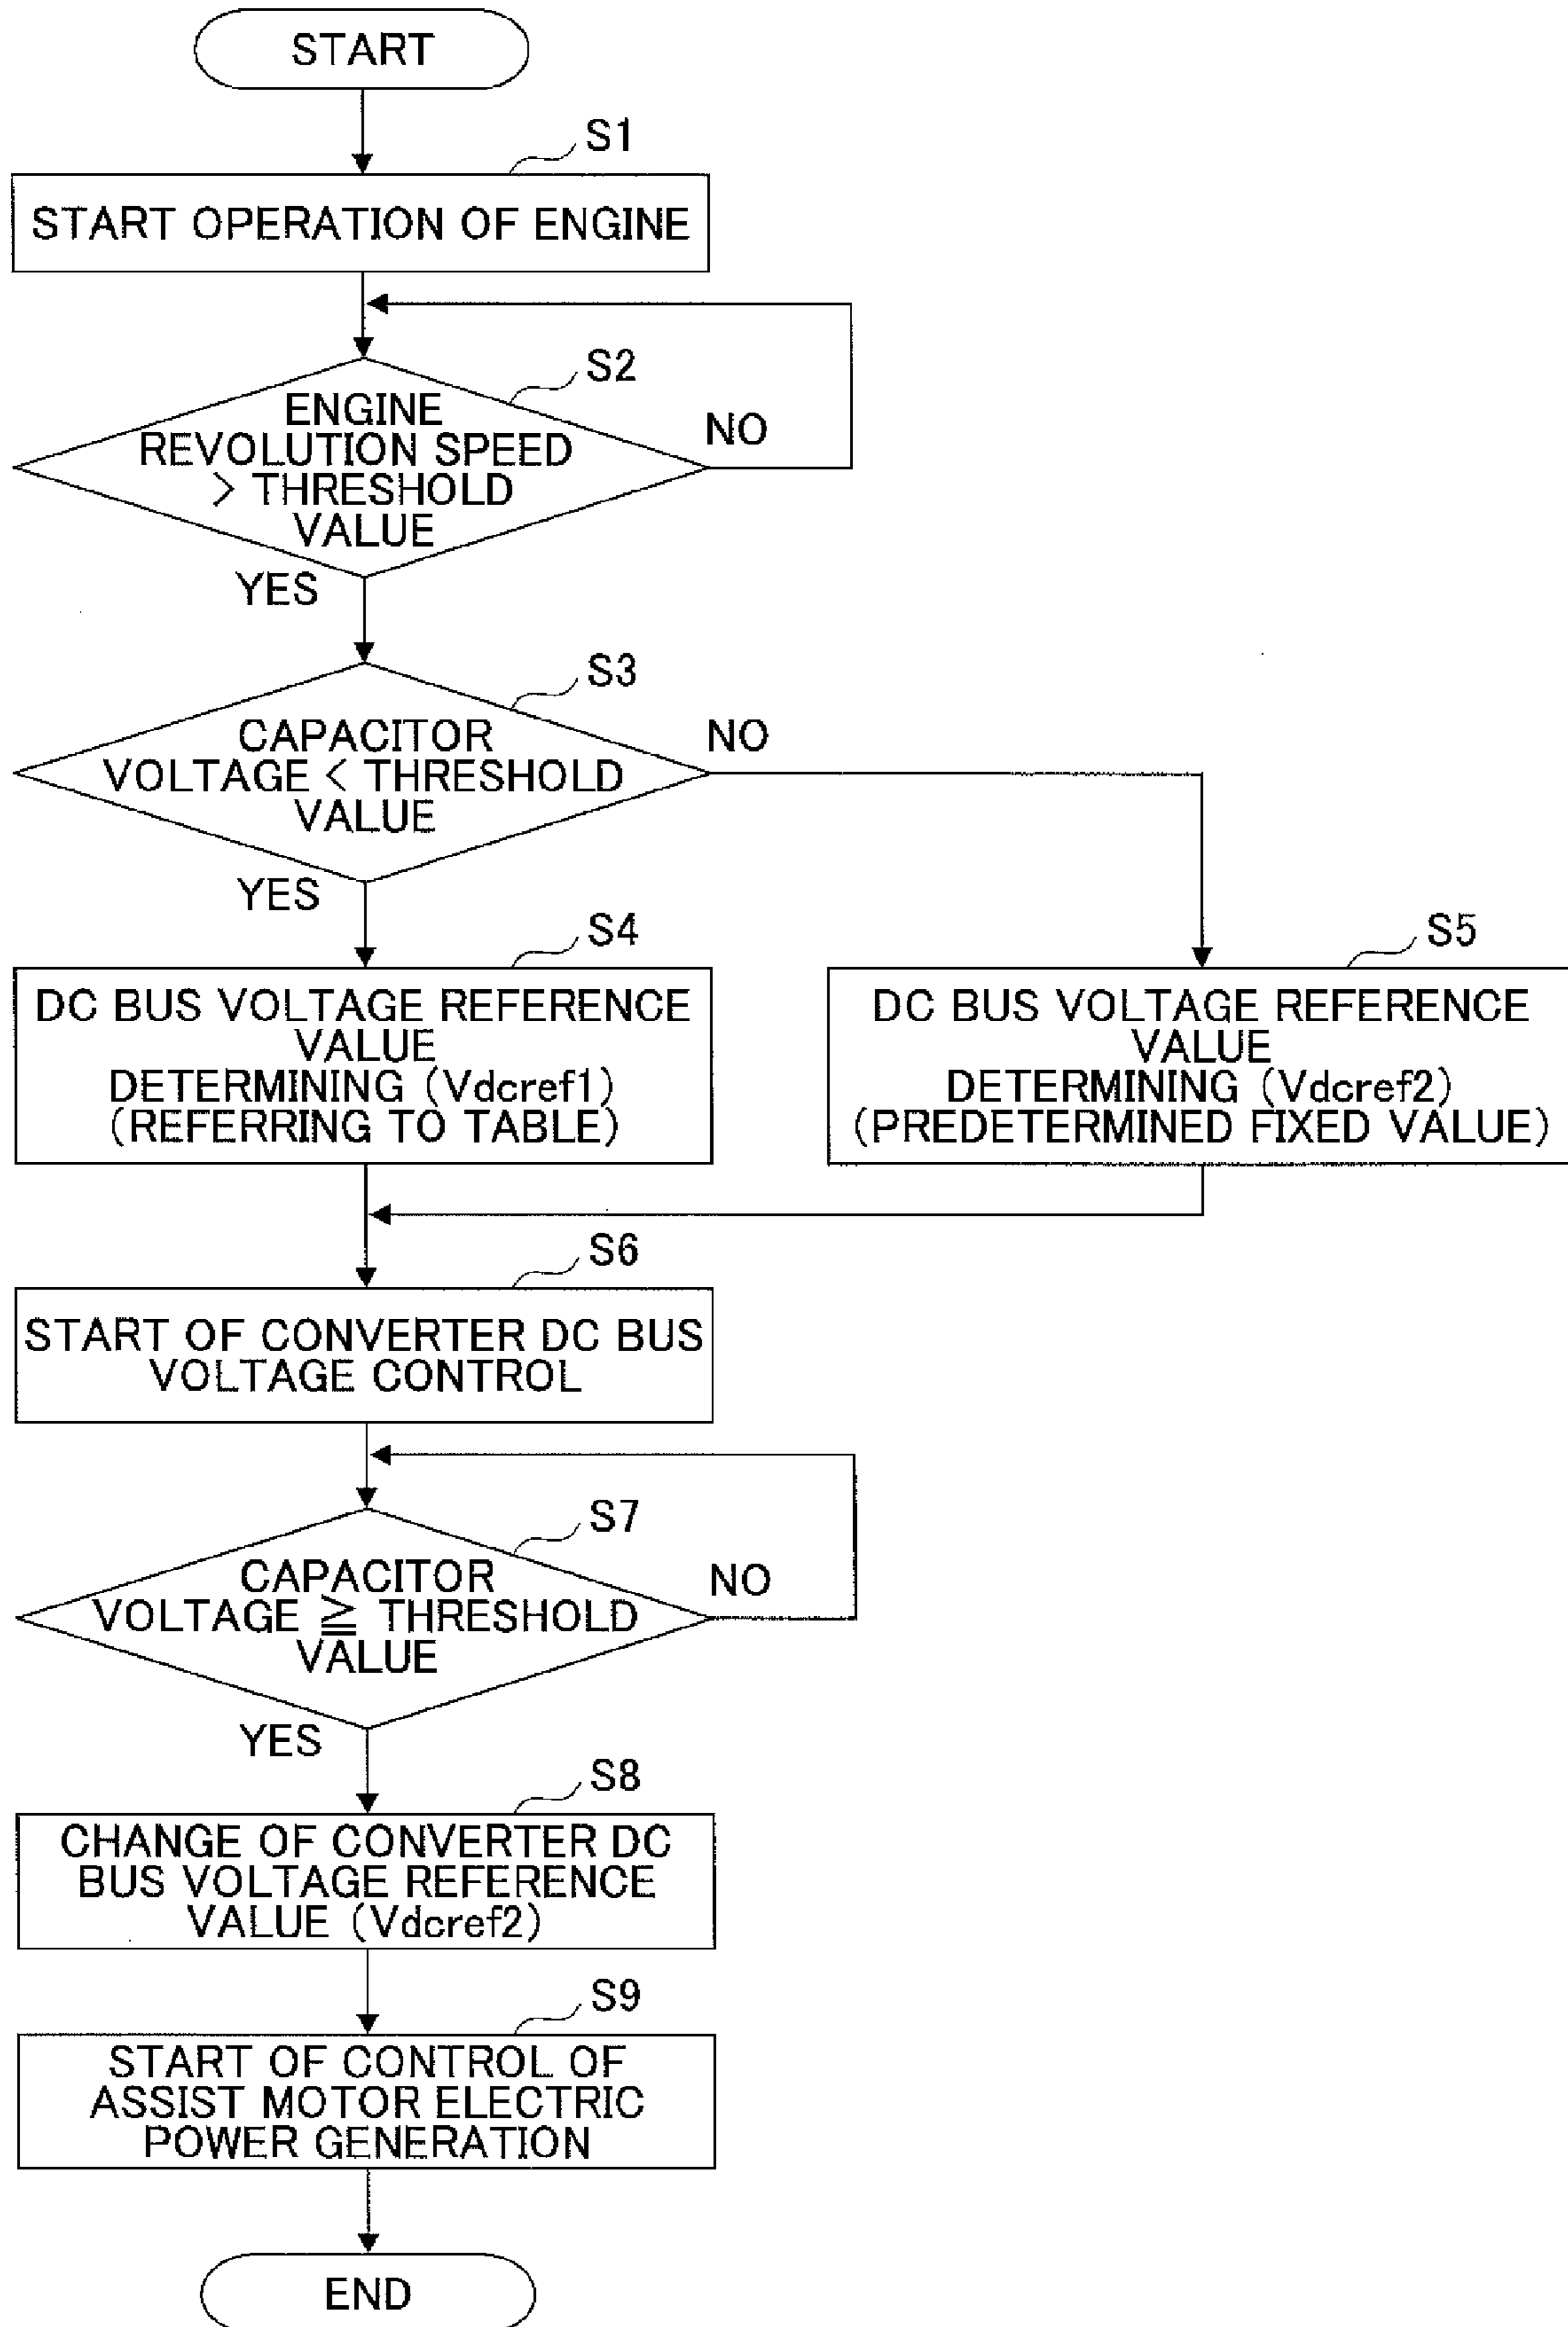 START
S1
START OPERATION OF ENGINE
S2
ENGINE
REVOLUTION SPEED
> THRESHOLD
VALUE
NO
YES
S3
CAPACITOR
VOLTAGE < THRESHOLD
VALUE
NO
YES
S4
DC BUS VOLTAGE REFERENCE
VALUE
DETERMINING (Vdcref1)
(REFERRING TO TABLE)
S5
DC BUS VOLTAGE REFERENCE
VALUE
DETERMINING (Vdcref2)
(PREDETERMINED FIXED VALUE)
S6
START OF CONVERTER DC BUS
VOLTAGE CONTROL
S7
CAPACITOR
VOLTAGE ≧ THRESHOLD
VALUE
NO
YES
S8
CHANGE OF CONVERTER DC
BUS VOLTAGE REFERENCE
VALUE (Vdcref2)
S9
START OF CONTROL OF
ASSIST MOTOR ELECTRIC
POWER GENERATION
END